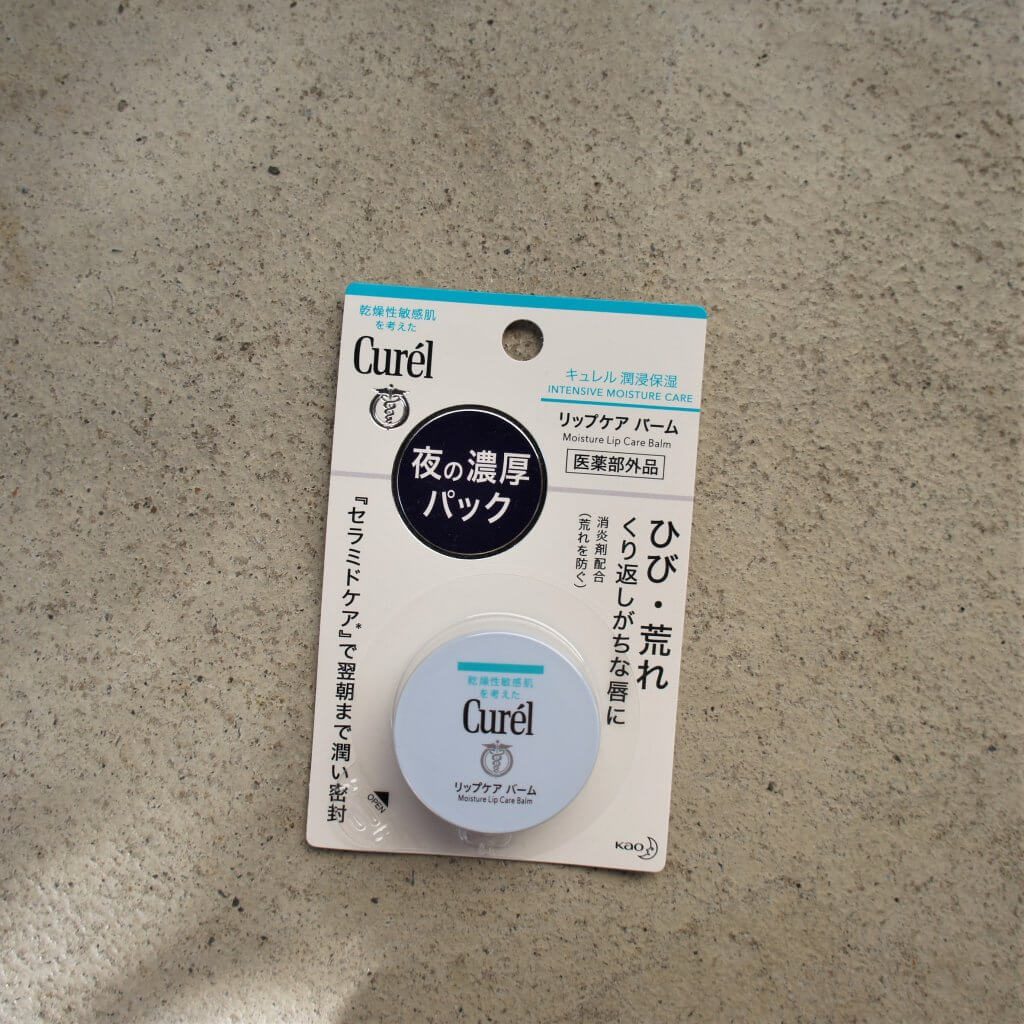 乾燥性敏感肌
を考えた
Curél
キュレル 潤浸保湿
INTENSIVE MOISTURE CARE
リップケア バーム
Moisture Lip Care Balm
医薬部外品
夜の濃厚
パック
ひび・荒れ
くり返しがちな唇に
消炎剤配合
(荒れを防ぐ)
『セラミドケア*』で翌朝まで潤い密封
乾燥性敏感肌
を考えた
Curél
リップケア バーム
Moisture Lip Care Balm
OPEN
Kao